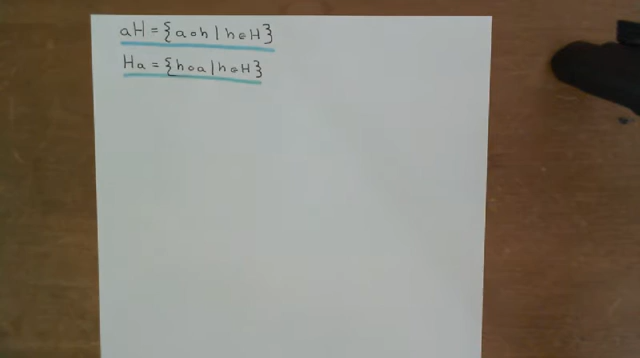 aH = {a∘h | h∈H}
Ha = {h∘a | h∈H}